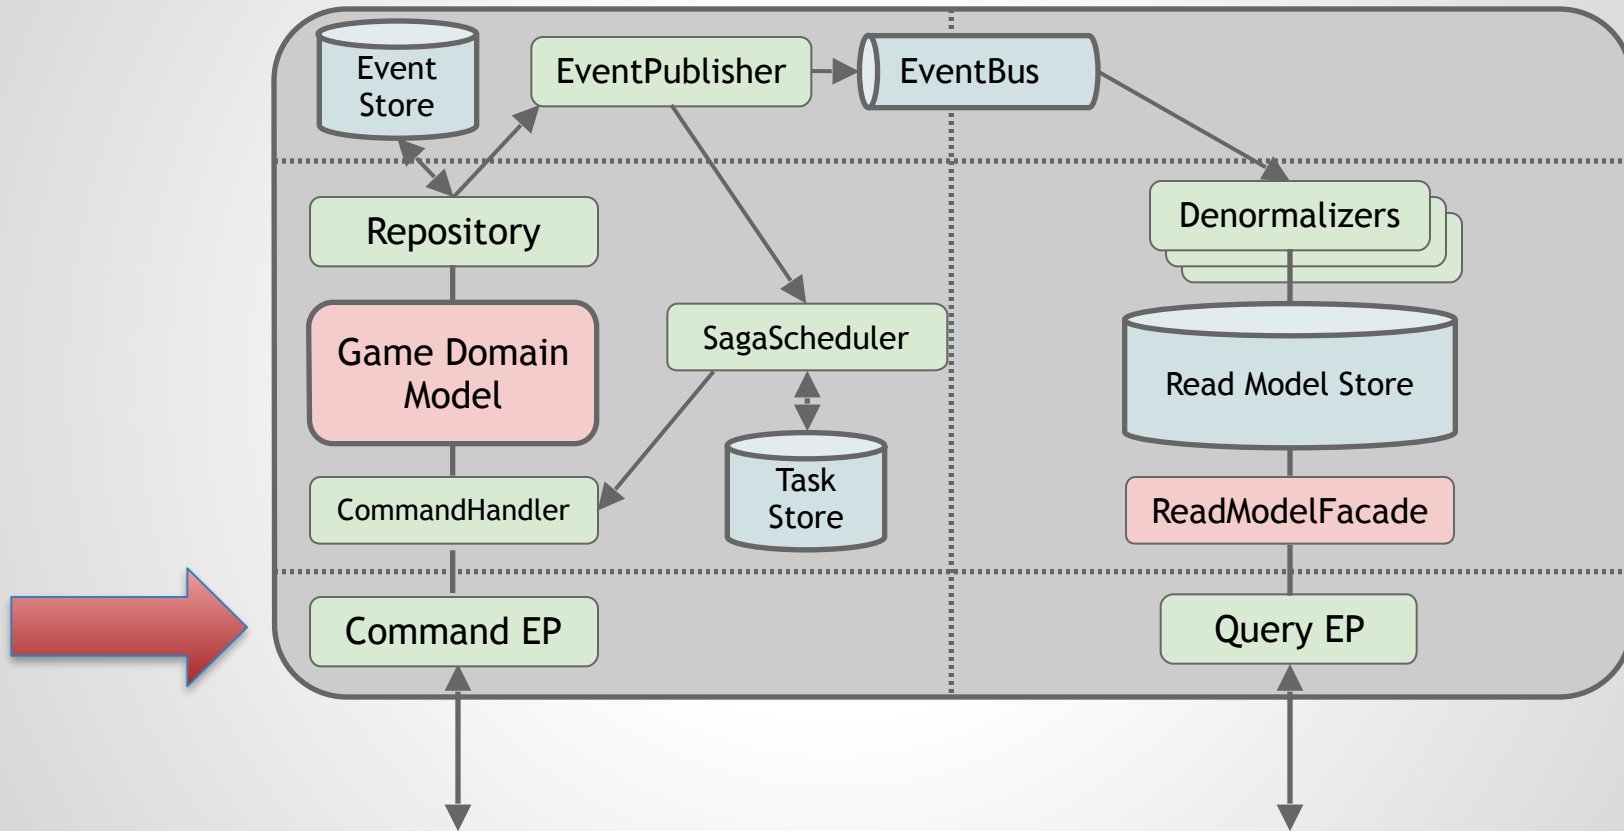 Event
Store
EventPublisher
EventBus
Repository
Denormalizers
Game Domain
Model
SagaScheduler
Read Model Store
CommandHandler
Task
Store
ReadModelFacade
Command EP
Query EP